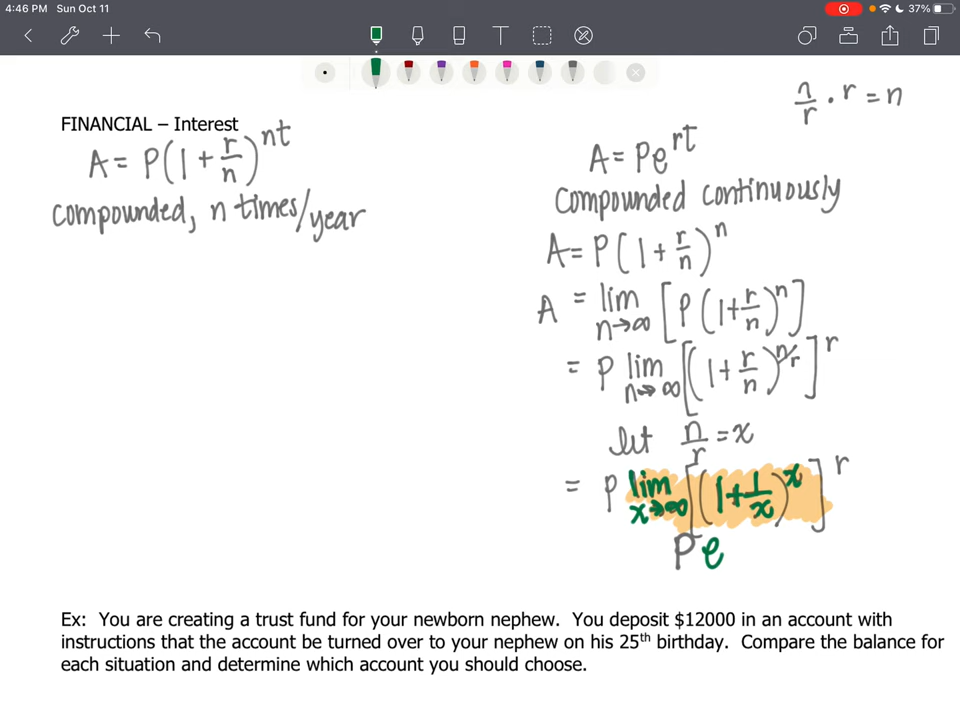 4:46 PM Sun Oct 11
37%
T
n/r · r = n
FINANCIAL – Interest
A = P(1 + r/n)^nt
compounded, n times/year
A = Pe^rt
Compounded continuously
A = P(1 + r/n)^n
A = lim n→∞ [P(1 + r/n)^n]
= P lim n→∞ [(1 + r/n)^n/r]^r
let n/r = x
= P lim x→∞ [(1 + 1/x)^x]^r
Pe
Ex: You are creating a trust fund for your newborn nephew. You deposit $12000 in an account with
instructions that the account be turned over to your nephew on his 25th birthday. Compare the balance for
each situation and determine which account you should choose.